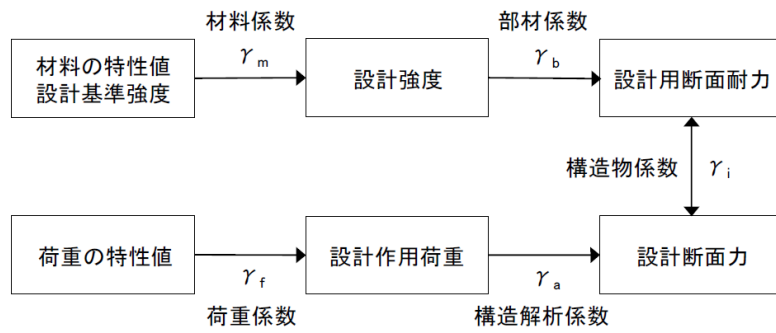 材料係数
部材係数
材料の特性値
設計基準強度
γm
設計強度
γb
設計用断面耐力
構造物係数
γi
荷重の特性値
設計作用荷重
設計断面力
γf
γa
荷重係数
構造解析係数